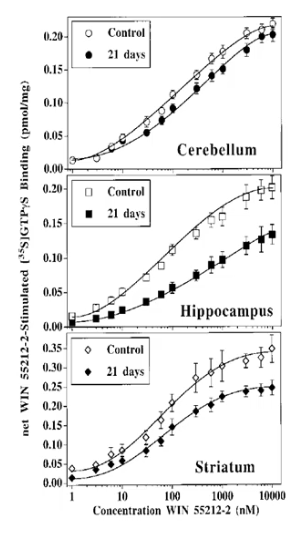 net WIN 55212-2-Stimulated [³⁵S]GTPγS Binding (pmol/mg)
0.20
0.15
0.10
0.05
0.00
Control
21 days
Cerebellum
0.20
0.15
0.10
0.05
0.00
Control
21 days
Hippocampus
0.35
0.30
0.25
0.20
0.15
0.10
0.05
0.00
Control
21 days
Striatum
1 10 100 1000 10000
Concentration WIN 55212-2 (nM)